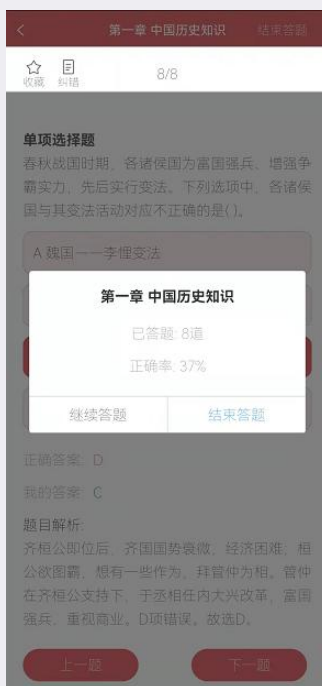 第一章 中国历史知识 结束答题
收藏 纠错 8/8
单项选择题
春秋战国时期，各诸侯国为富国强兵、增强争
霸实力，先后实行变法。下列选项中，各诸侯
国与其变法活动对应不正确的是( )。
A 魏国——李悝变法
第一章 中国历史知识
已答题: 8道
正确率: 37%
继续答题 结束答题
正确答案: D
我的答案: C
题目解析:
齐桓公即位后，齐国国势衰微，经济困难，桓
公欲图霸，想有一些作为，拜管仲为相。管仲
在齐桓公支持下，于丞相任内大兴改革，富国
强兵，重视商业。D项错误。故选D。
上一题 下一题